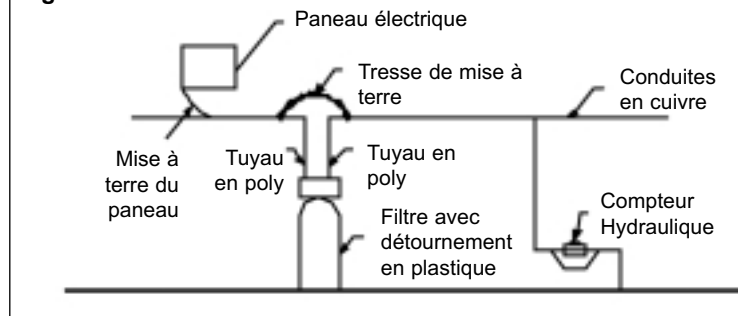 Paneau électrique
Tresse de mise à
terre
Conduites
en cuivre
Mise à
terre du
paneau
Tuyau
en poly
Tuyau en
poly
Filtre avec
détournement
en plastique
Compteur
Hydraulique